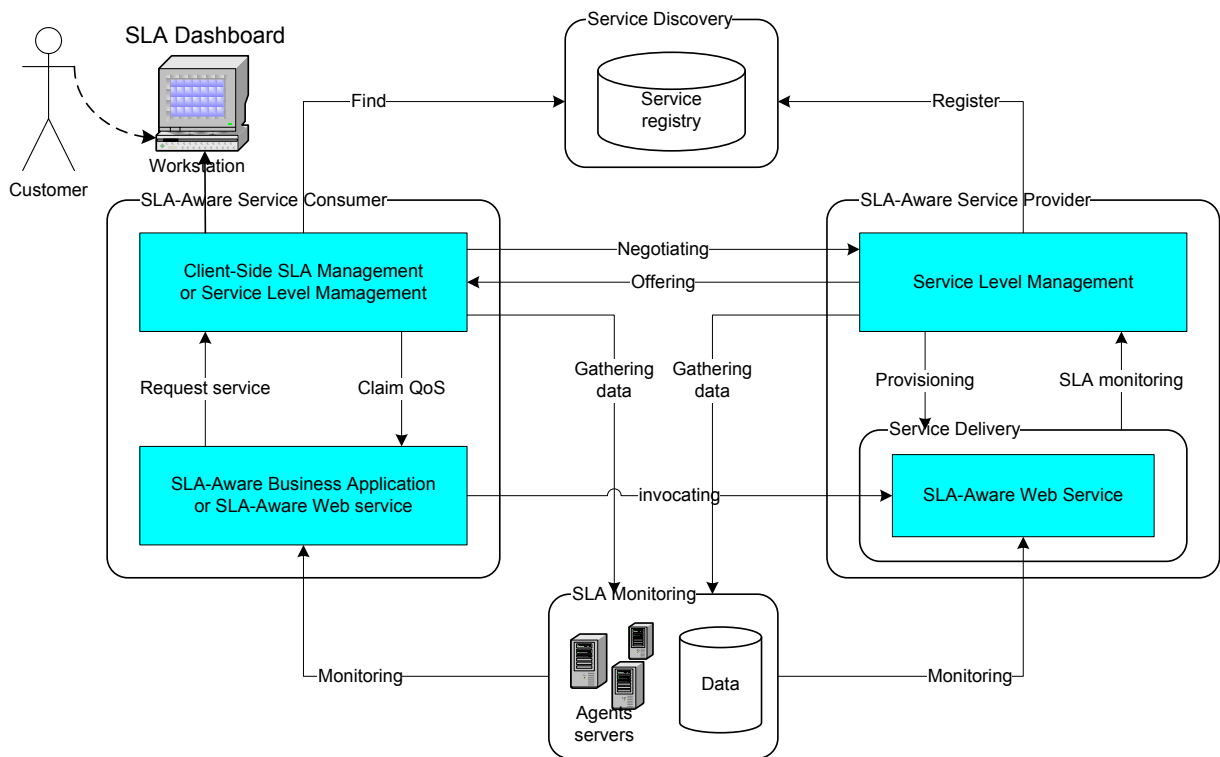 Service Discovery
SLA Dashboard
Find
Service
registry
Register
Workstation
Customer
SLA-Aware Service Consumer
SLA-Aware Service Provider
Client-Side SLA Management
or Service Level Mamagement
Negotiating
Offering
Service Level Management
Request service
Claim QoS
Gathering
data
Gathering
data
Provisioning
SLA monitoring
Service Delivery
SLA-Aware Business Application
or SLA-Aware Web service
invocating
SLA-Aware Web Service
SLA Monitoring
Monitoring
Agents
servers
Data
Monitoring